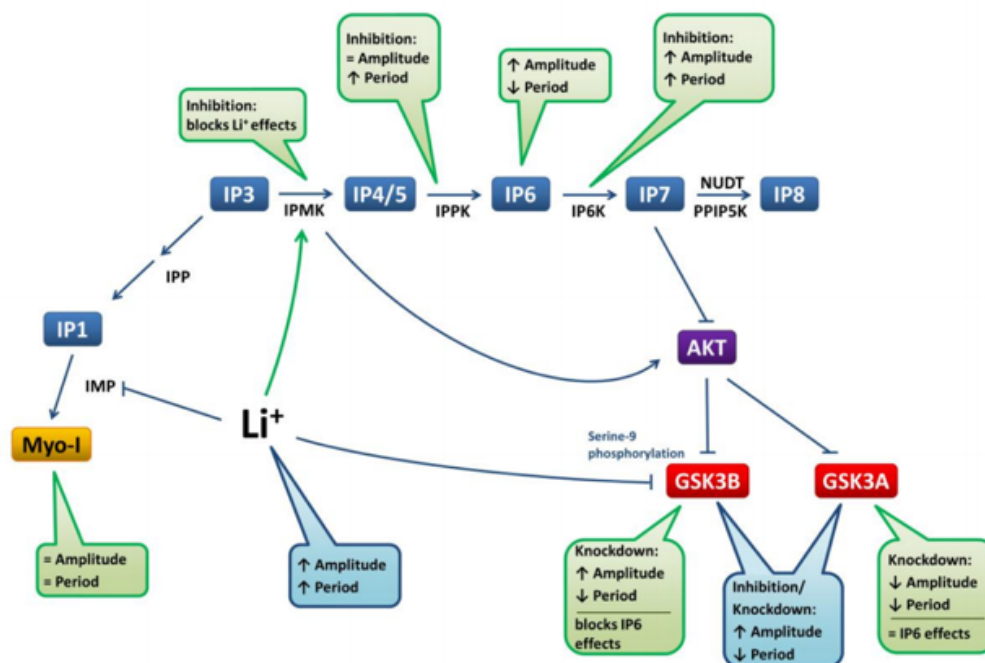 Inhibition:
= Amplitude
↑ Period
↑ Amplitude
↓ Period
Inhibition:
↑ Amplitude
↑ Period
Inhibition:
blocks Li⁺ effects
IP3
IPMK
IP4/5
IPPK
IP6
IP6K
IP7
NUDT
PPIP5K
IP8
IPP
IP1
IMP
Myo-I
Li⁺
AKT
Serine-9
phosphorylation
GSK3B
GSK3A
= Amplitude
= Period
↑ Amplitude
↑ Period
Knockdown:
↑ Amplitude
↓ Period
blocks IP6
effects
Inhibition/
Knockdown:
↑ Amplitude
↓ Period
Knockdown:
↓ Amplitude
↓ Period
= IP6 effects